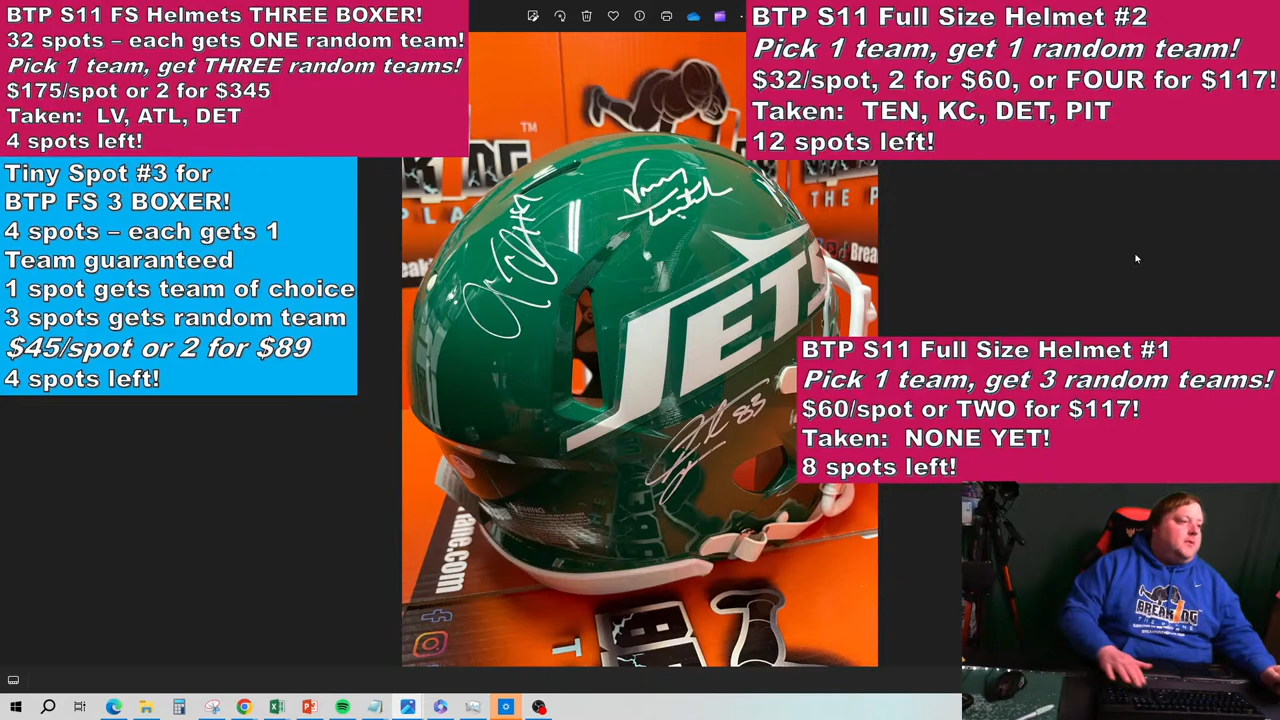 BTP S11 FS Helmets THREE BOXER!
32 spots – each gets ONE random team!
Pick 1 team, get THREE random teams!
$175/spot or 2 for $345
Taken:  LV, ATL, DET
4 spots left!
BTP S11 Full Size Helmet #2
Pick 1 team, get 1 random team!
$32/spot, 2 for $60, or FOUR for $117!
Taken:  TEN, KC, DET, PIT
12 spots left!
Tiny Spot #3 for
BTP FS 3 BOXER!
4 spots – each gets 1
Team guaranteed
1 spot gets team of choice
3 spots gets random team
$45/spot or 2 for $89
4 spots left!
TM
JETS
83
BTP S11 Full Size Helmet #1
Pick 1 team, get 3 random teams!
$60/spot or TWO for $117!
Taken:  NONE YET!
8 spots left!
WARNING
BREAKING
THE PLANE